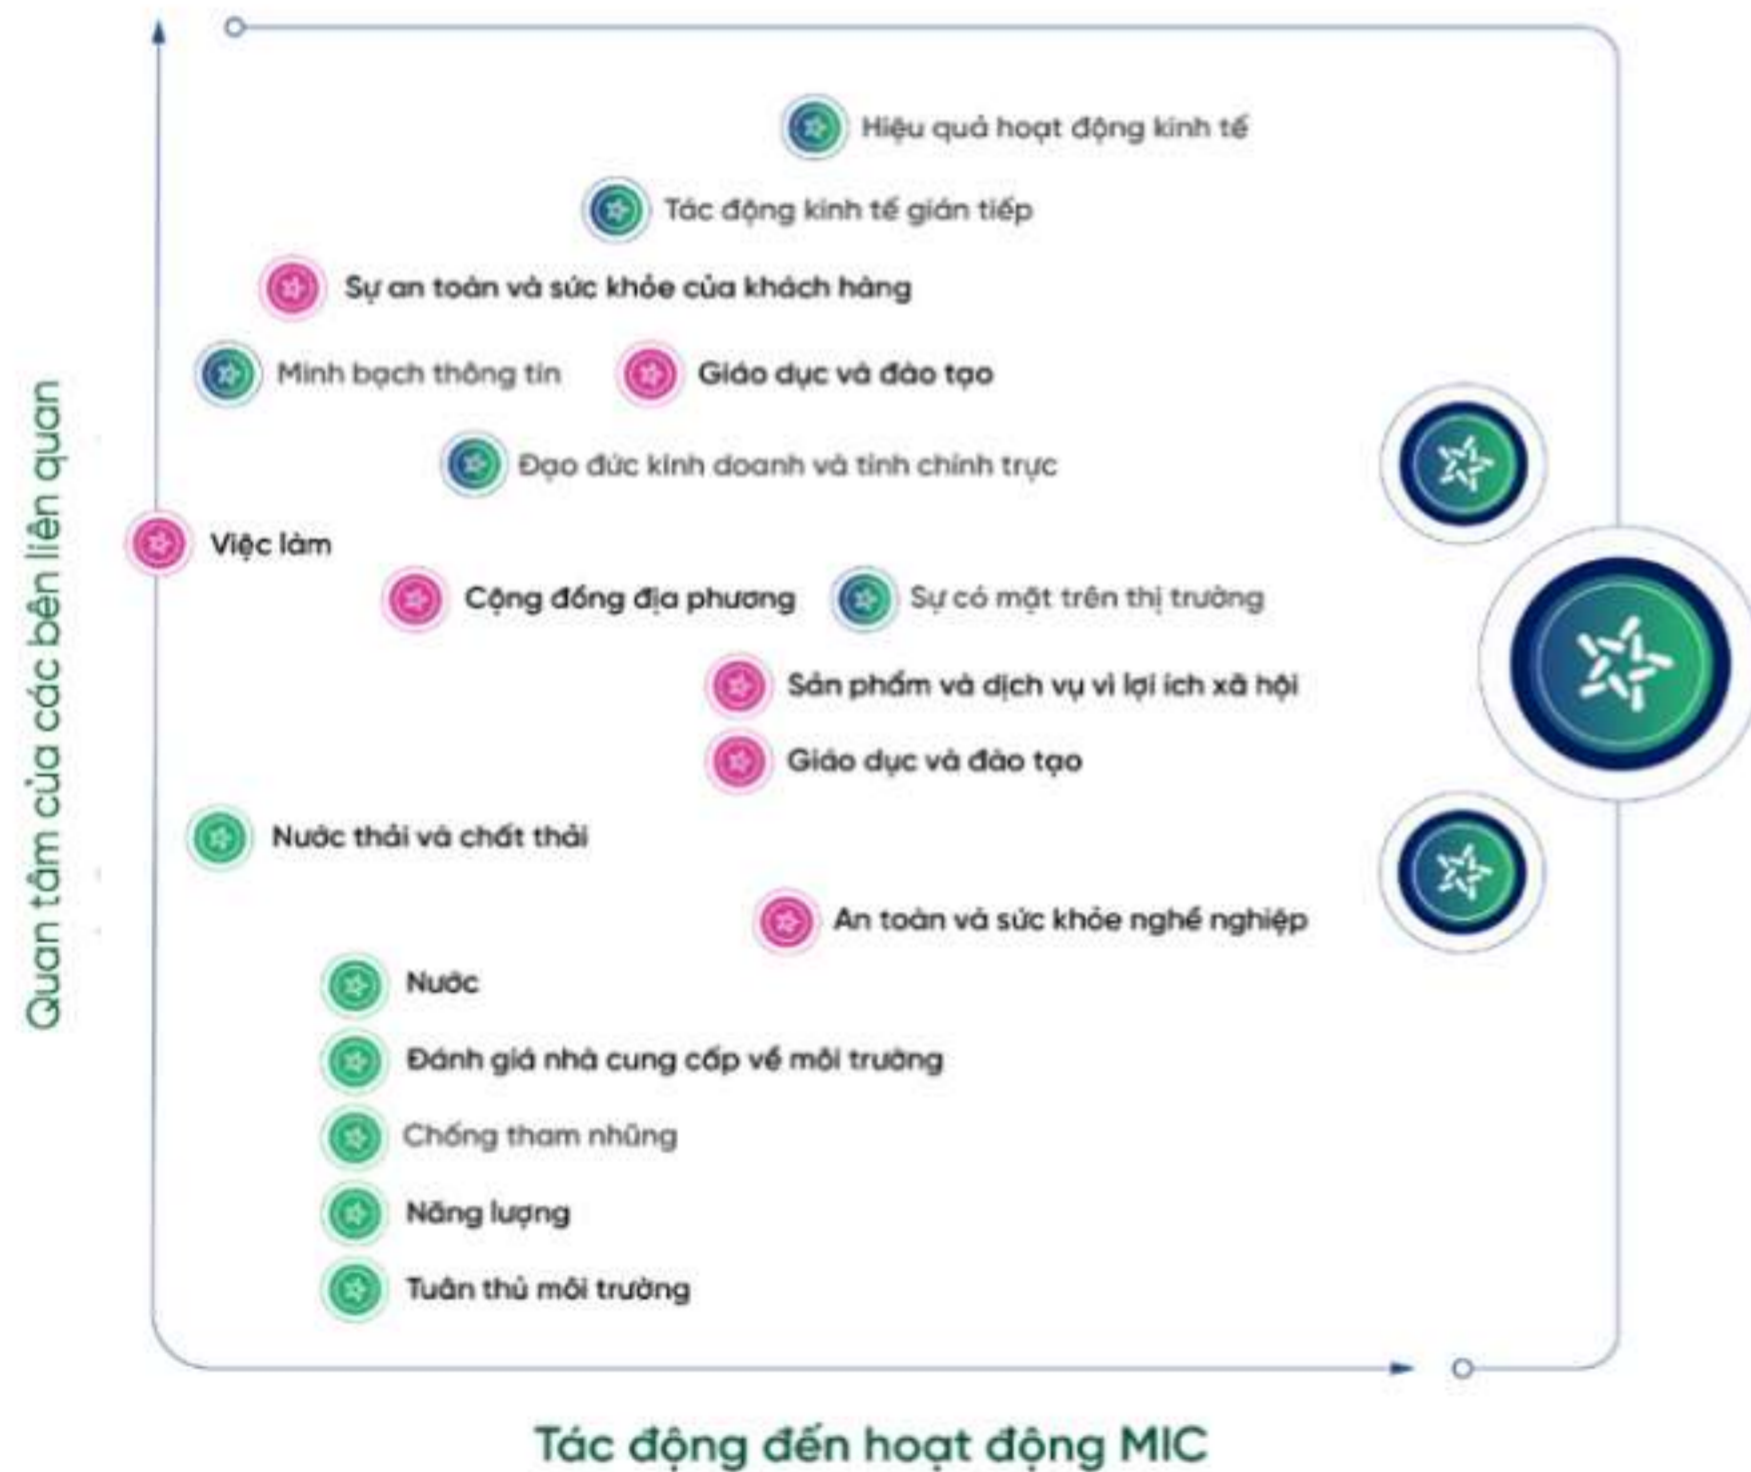 Hiệu quả hoạt động kinh tế
Tác động kinh tế gián tiếp
Sự an toàn và sức khỏe của khách hàng
Minh bạch thông tin
Giáo dục và đào tạo
Đạo đức kinh doanh và tính chính trực
Việc làm
Cộng đồng địa phương
Sự có mặt trên thị trường
Sản phẩm và dịch vụ vì lợi ích xã hội
Giáo dục và đào tạo
Nước thải và chất thải
An toàn và sức khỏe nghề nghiệp
Nước
Đánh giá nhà cung cấp về môi trường
Chống tham nhũng
Năng lượng
Tuân thủ môi trường
Quan tâm của các bên liên quan
Tác động đến hoạt động MIC